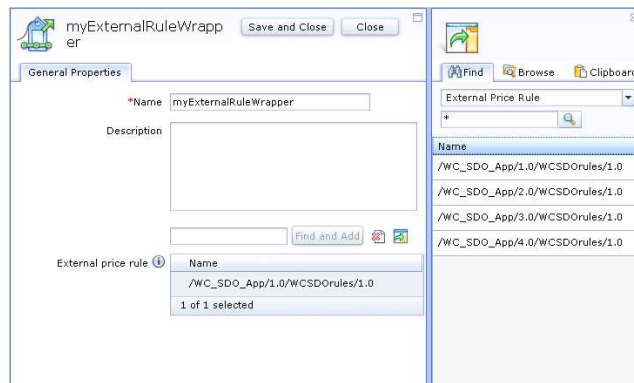 myExternalRuleWrapp
er
Save and Close
Close
General Properties
*Name myExternalRuleWrapper
Description
Find and Add
External price rule
Name
/WC_SDO_App/1.0/WCSDOrules/1.0
1 of 1 selected
Find
Browse
Clipboard
External Price Rule
*
Name
/WC_SDO_App/1.0/WCSDOrules/1.0
/WC_SDO_App/2.0/WCSDOrules/1.0
/WC_SDO_App/3.0/WCSDOrules/1.0
/WC_SDO_App/4.0/WCSDOrules/1.0